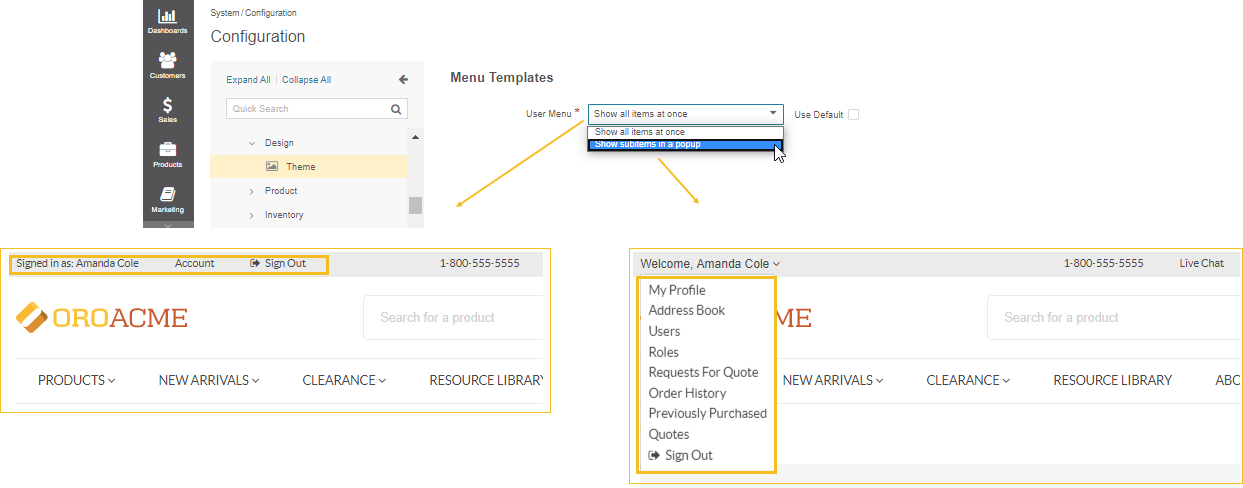 Dashboards
Customers
Sales
Products
Marketing
System / Configuration
Configuration
Expand All | Collapse All
Quick Search
Design
Theme
Product
Inventory
Menu Templates
User Menu * Show all items at once Use Default
Show all items at once
Show subitems in a popup
Signed in as: Amanda Cole Account Sign Out 1-800-555-5555
OROACME Search for a product
PRODUCTS NEW ARRIVALS CLEARANCE RESOURCE LIBRARY
Welcome, Amanda Cole 1-800-555-5555 Live Chat
My Profile
Address Book
Users
Roles
Requests For Quote
Order History
Previously Purchased
Quotes
Sign Out
ME Search for a product
NEW ARRIVALS CLEARANCE RESOURCE LIBRARY ABO